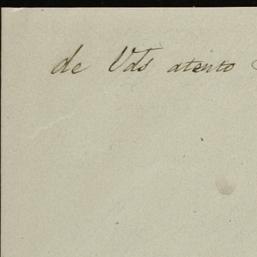 de Vds atento